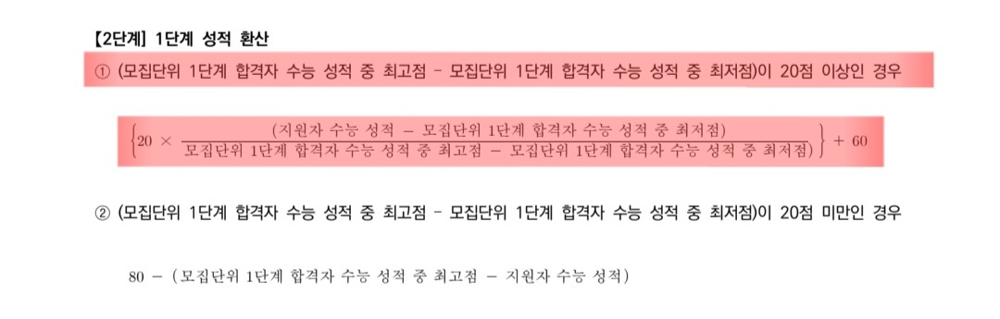 【2단계】 1단계 성적 환산
① (모집단위 1단계 합격자 수능 성적 중 최고점 - 모집단위 1단계 합격자 수능 성적 중 최저점)이 20점 이상인 경우
{20 × (지원자 수능 성적 − 모집단위 1단계 합격자 수능 성적 중 최저점)
모집단위 1단계 합격자 수능 성적 중 최고점 − 모집단위 1단계 합격자 수능 성적 중 최저점)} + 60
② (모집단위 1단계 합격자 수능 성적 중 최고점 - 모집단위 1단계 합격자 수능 성적 중 최저점)이 20점 미만인 경우
80 − (모집단위 1단계 합격자 수능 성적 중 최고점 − 지원자 수능 성적)